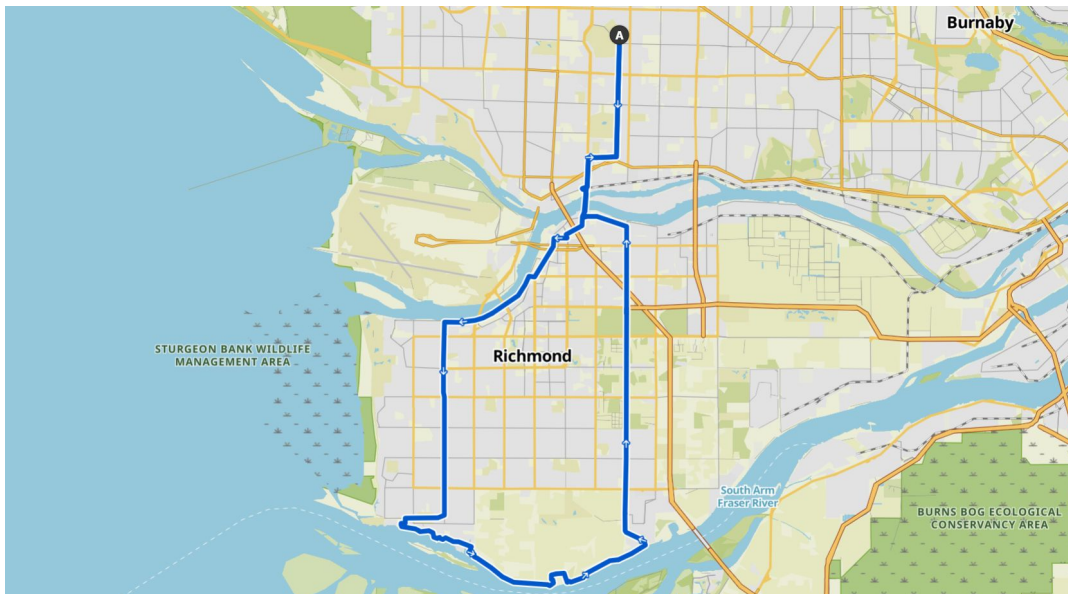 Burnaby
A
STURGEON BANK WILDLIFE
MANAGEMENT AREA
Richmond
South Arm
Fraser River
BURNS BOG ECOLOGICAL
CONSERVANCY AREA